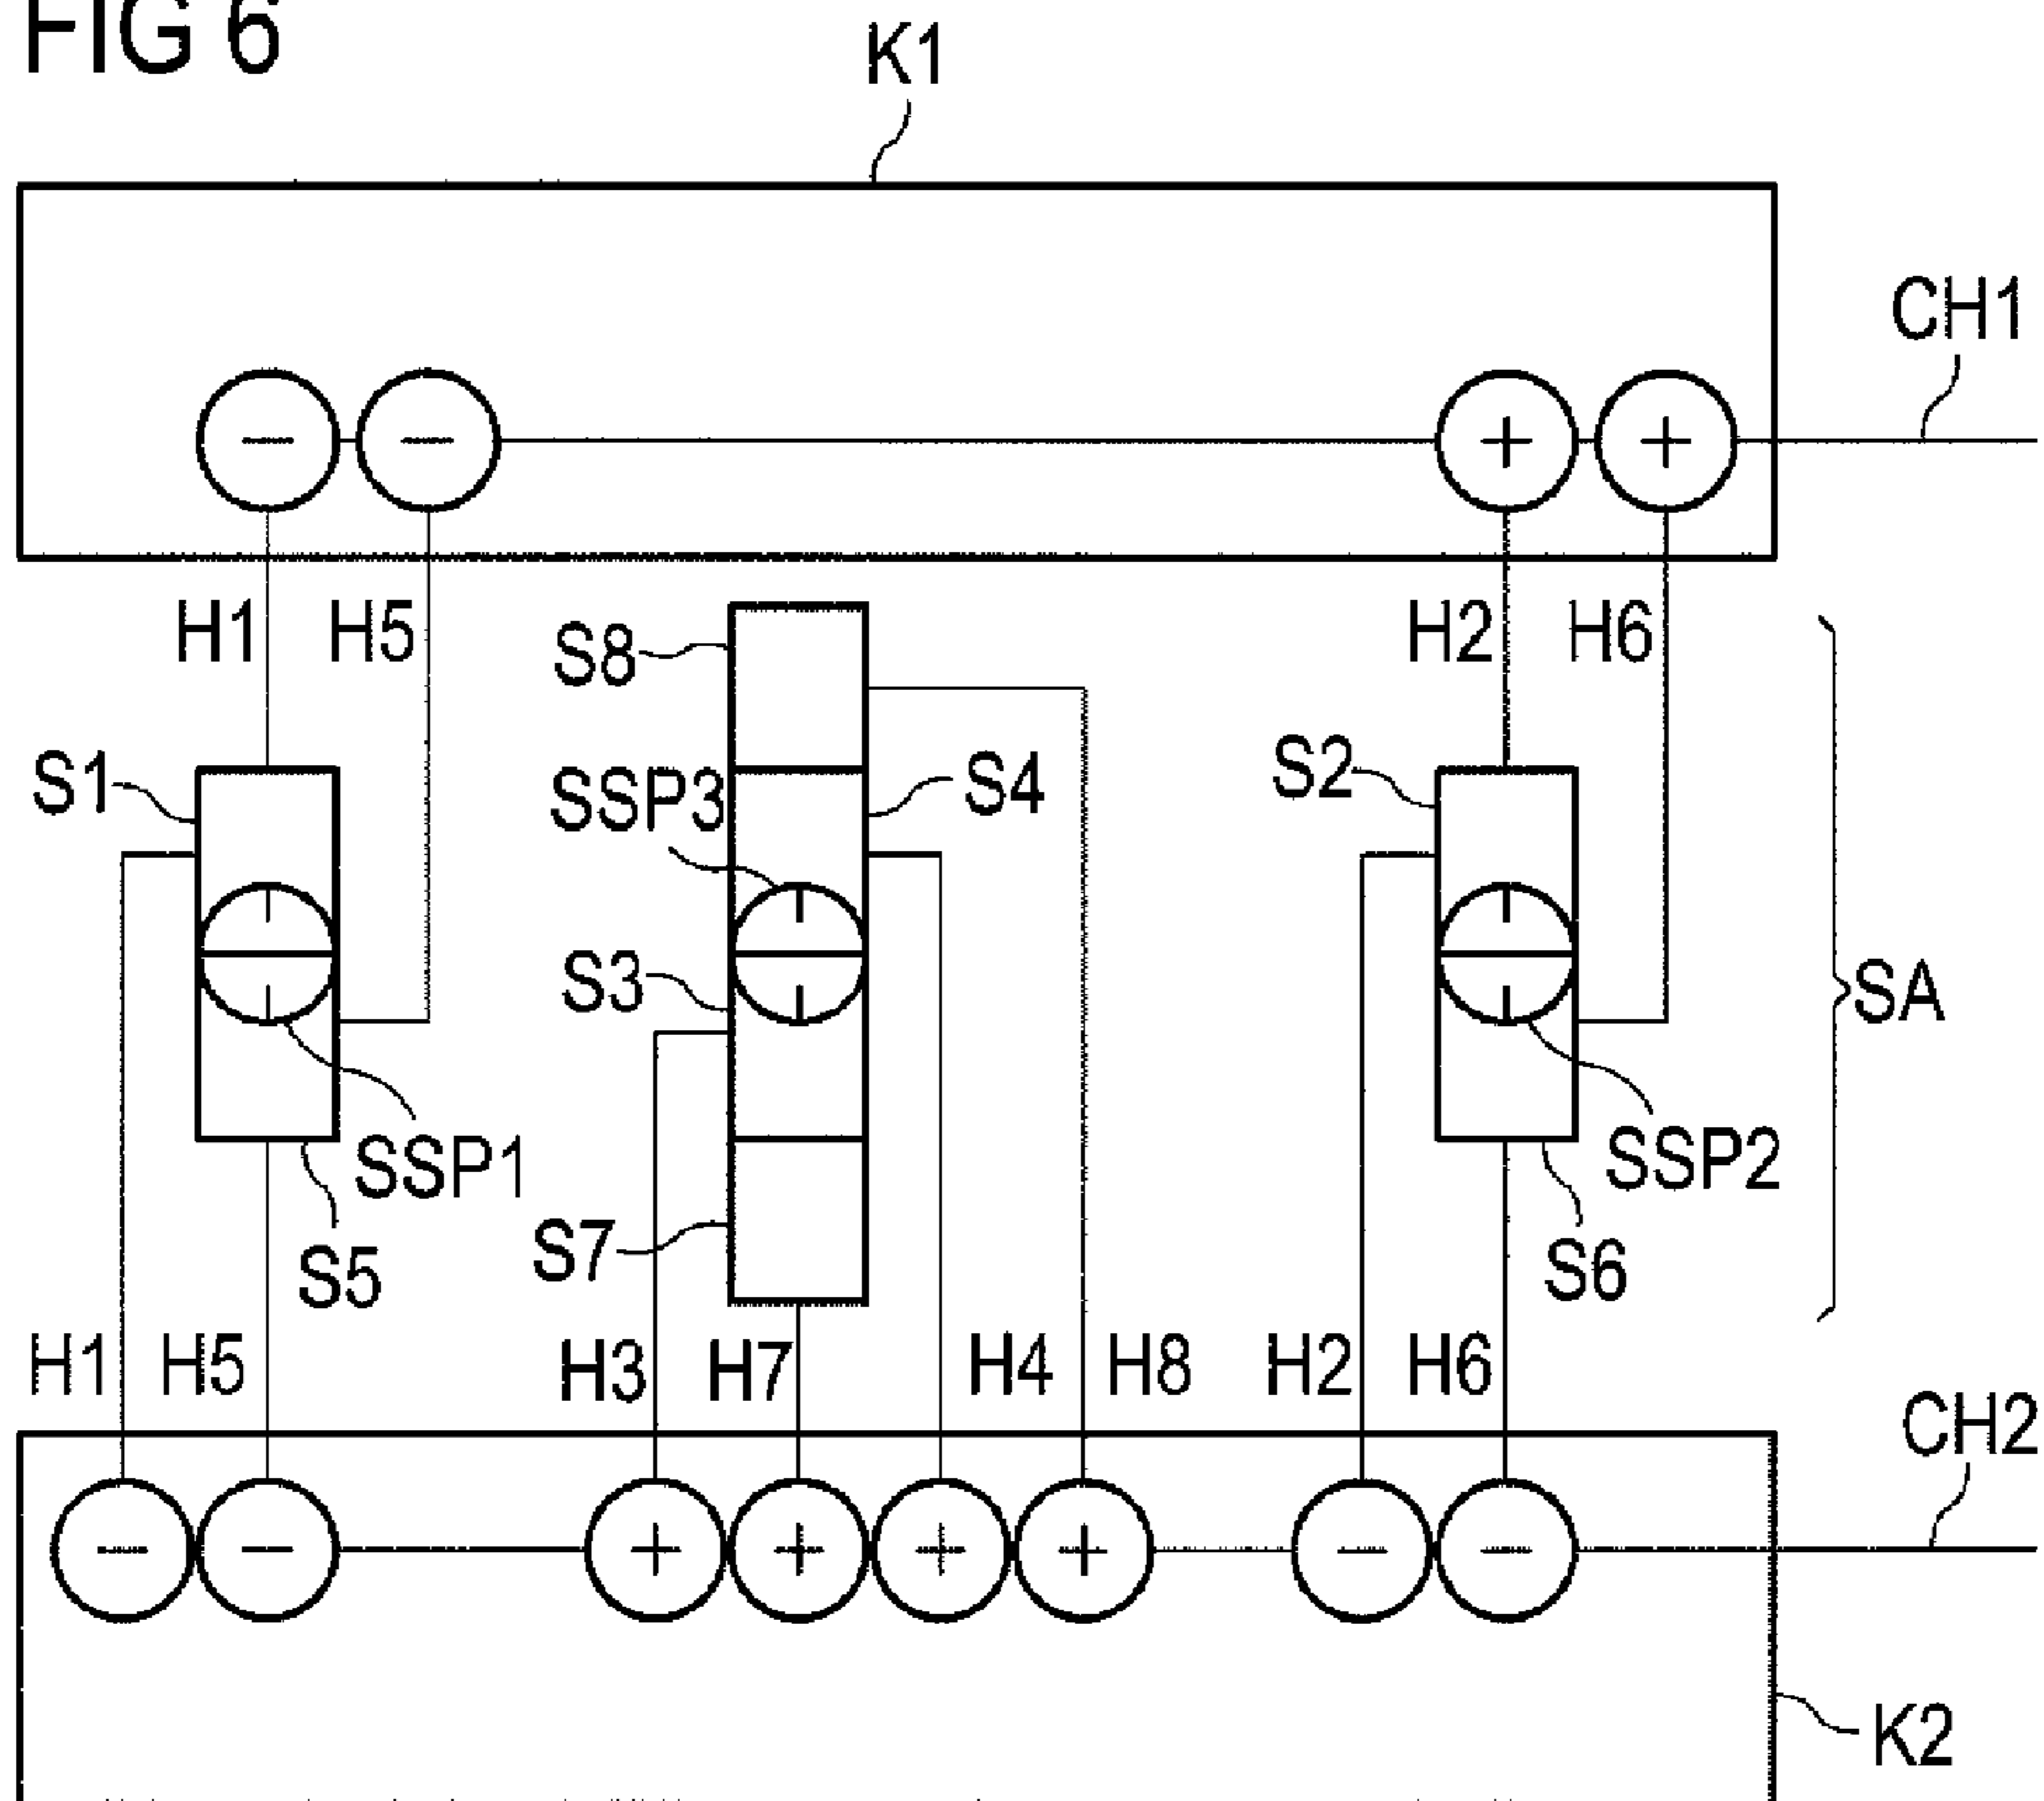 FIG 6
K1
CH1
− − + +
H1 H5 H2 H6
S8
S1 SSP3 S4 S2
S3 SA
SSP1 SSP2
S7 S5 S6
H1 H5 H3 H7 H4 H8 H2 H6
CH2
− − + + + + − −
K2